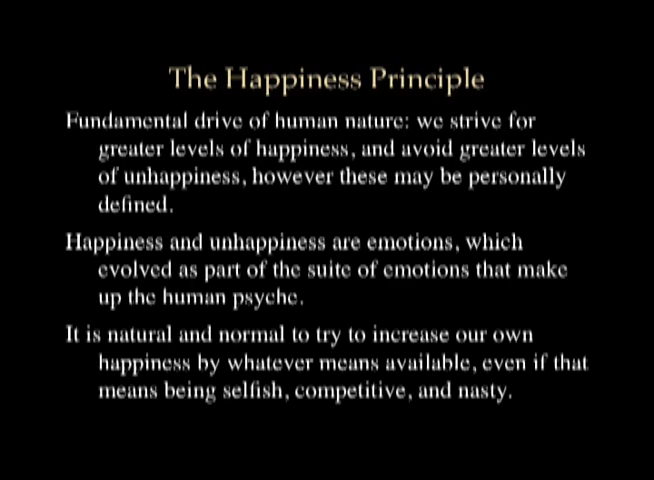 The Happiness Principle
Fundamental drive of human nature: we strive for
greater levels of happiness, and avoid greater levels
of unhappiness, however these may be personally
defined.
Happiness and unhappiness are emotions, which
evolved as part of the suite of emotions that make
up the human psyche.
It is natural and normal to try to increase our own
happiness by whatever means available, even if that
means being selfish, competitive, and nasty.